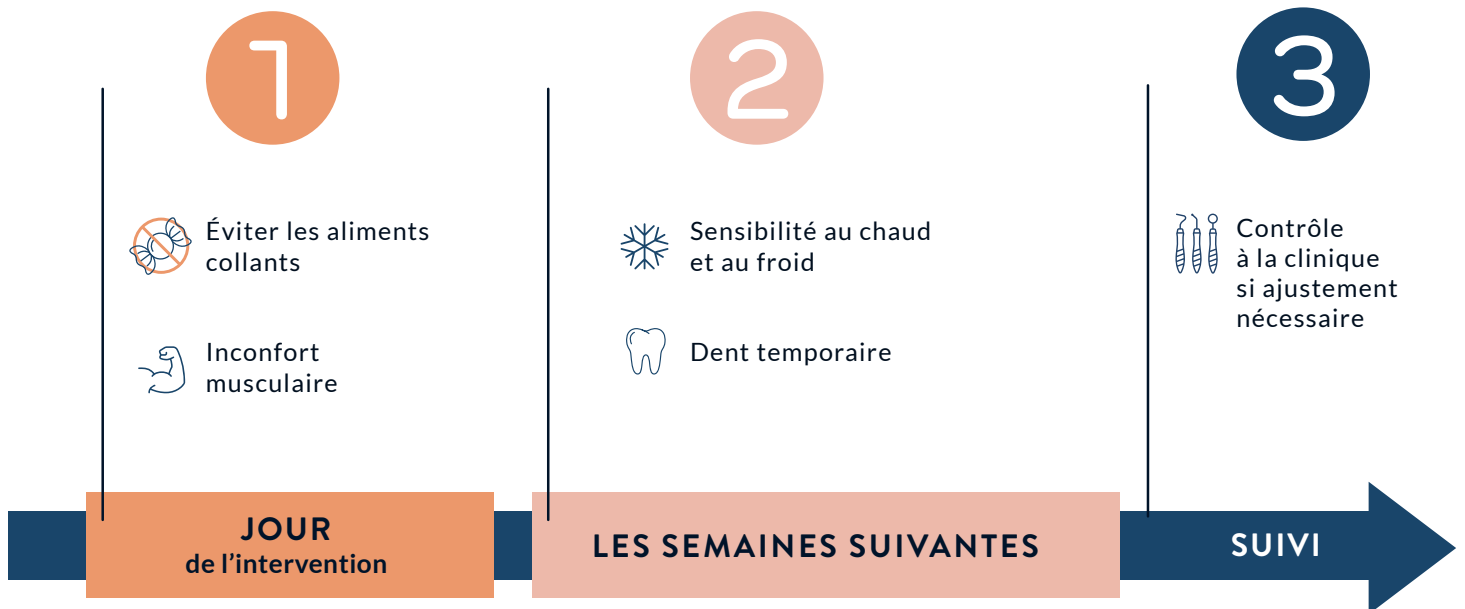 1
Éviter les aliments
collants
Inconfort
musculaire
JOUR
de l’intervention
2
Sensibilité au chaud
et au froid
Dent temporaire
LES SEMAINES SUIVANTES
3
Contrôle
à la clinique
si ajustement
nécessaire
SUIVI